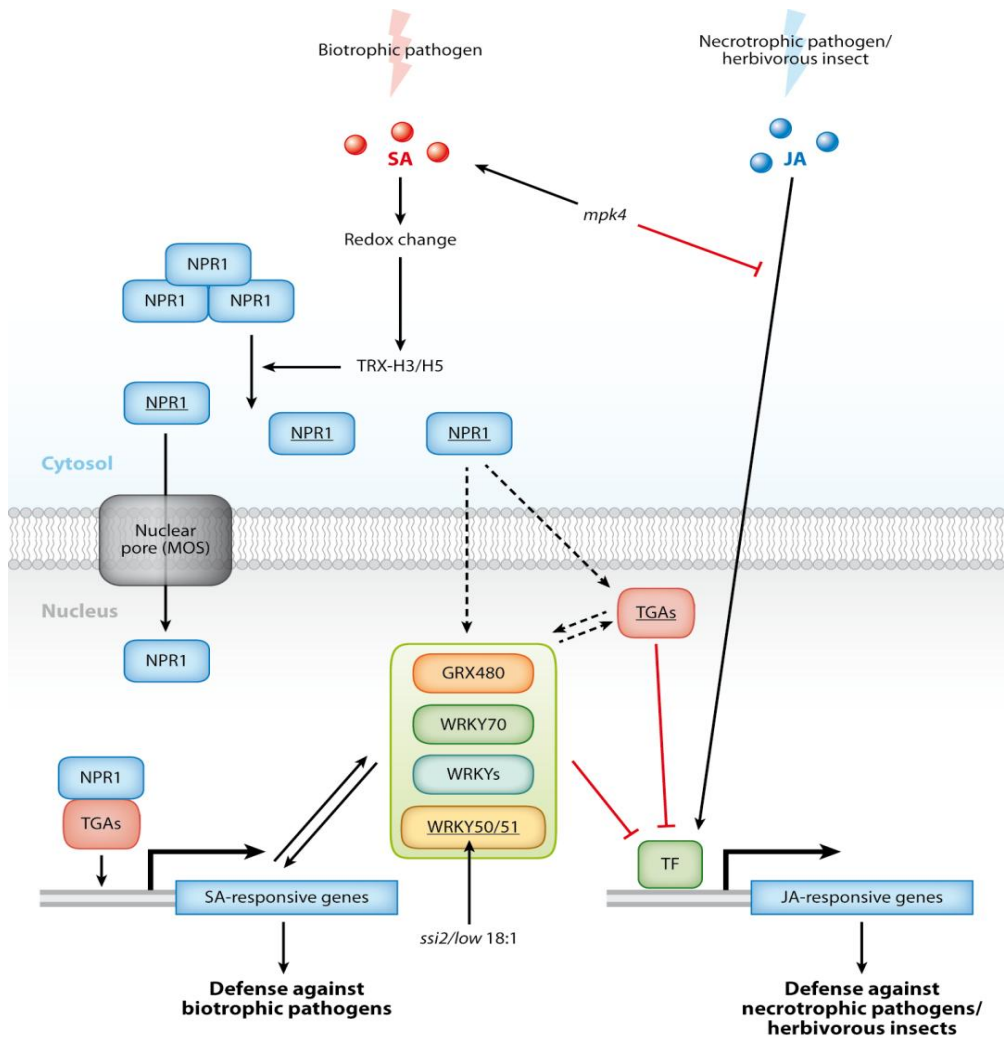 Biotrophic pathogen
Necrotrophic pathogen/
herbivorous insect
SA
JA
mpk4
Redox change
NPR1
NPR1
NPR1
TRX-H3/H5
NPR1
NPR1
NPR1
Cytosol
Nuclear
pore (MOS)
Nucleus
TGAs
NPR1
GRX480
WRKY70
WRKYs
WRKY50/51
NPR1
TGAs
TF
SA-responsive genes
JA-responsive genes
ssi2/low 18:1
Defense against
biotrophic pathogens
Defense against
necrotrophic pathogens/
herbivorous insects